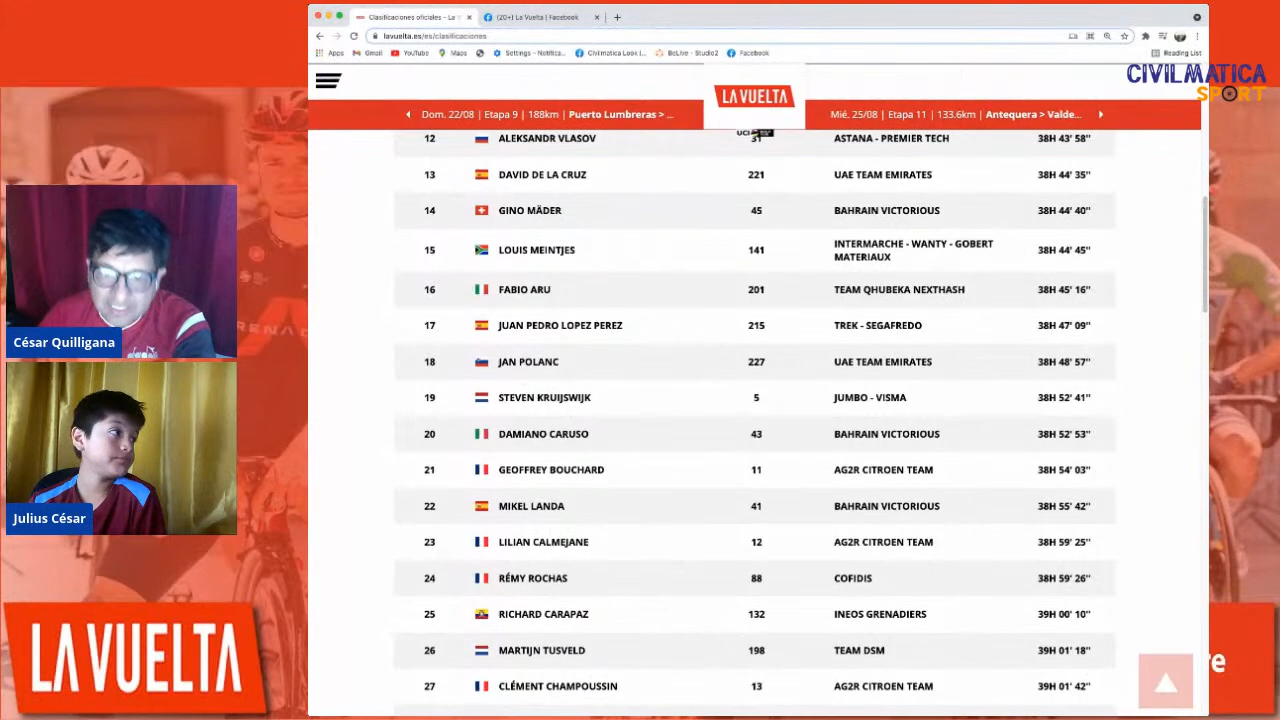 Clasificaciones oficiales - La V
(20+) La Vuelta | Facebook
lavuelta.es/es/clasificaciones
Apps
Gmail
YouTube
Maps
Settings - Notifica...
Civilmatica Look (...
BeLive - Studio2
Facebook
Reading List
CIVILMATICA
SPORT
LA VUELTA
Dom. 22/08 | Etapa 9 | 188km | Puerto Lumbreras > ...
Mié. 25/08 | Etapa 11 | 133.6km | Antequera > Valde...
UCI
12 ALEKSANDR VLASOV 31 ASTANA - PREMIER TECH 38H 43' 58''
13 DAVID DE LA CRUZ 221 UAE TEAM EMIRATES 38H 44' 35''
14 GINO MÄDER 45 BAHRAIN VICTORIOUS 38H 44' 40''
15 LOUIS MEINTJES 141 INTERMARCHE - WANTY - GOBERT
MATERIAUX 38H 44' 45''
16 FABIO ARU 201 TEAM QHUBEKA NEXTHASH 38H 45' 16''
17 JUAN PEDRO LOPEZ PEREZ 215 TREK - SEGAFREDO 38H 47' 09''
18 JAN POLANC 227 UAE TEAM EMIRATES 38H 48' 57''
19 STEVEN KRUIJSWIJK 5 JUMBO - VISMA 38H 52' 41''
20 DAMIANO CARUSO 43 BAHRAIN VICTORIOUS 38H 52' 53''
21 GEOFFREY BOUCHARD 11 AG2R CITROEN TEAM 38H 54' 03''
22 MIKEL LANDA 41 BAHRAIN VICTORIOUS 38H 55' 42''
23 LILIAN CALMEJANE 12 AG2R CITROEN TEAM 38H 59' 25''
24 RÉMY ROCHAS 88 COFIDIS 38H 59' 26''
25 RICHARD CARAPAZ 132 INEOS GRENADIERS 39H 00' 10''
26 MARTIJN TUSVELD 198 TEAM DSM 39H 01' 18''
27 CLÉMENT CHAMPOUSSIN 13 AG2R CITROEN TEAM 39H 01' 42''
César Quilligana
Julius César
LA VUELTA